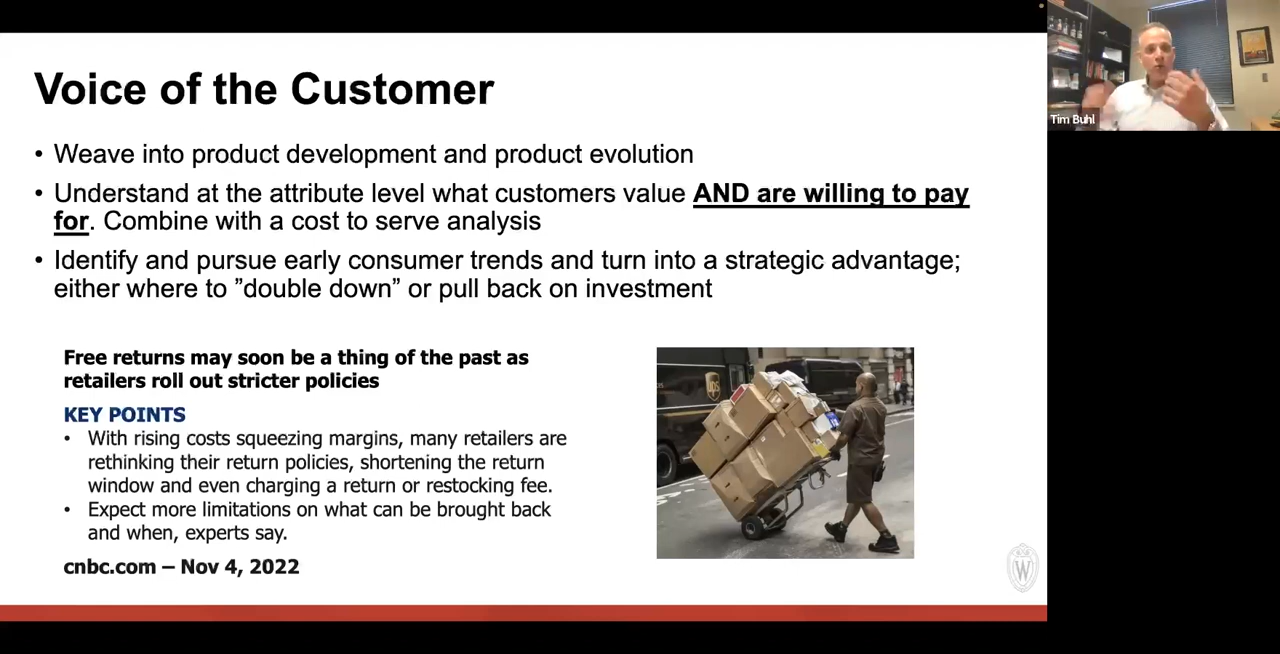 Voice of the Customer
• Weave into product development and product evolution
• Understand at the attribute level what customers value AND are willing to pay
for. Combine with a cost to serve analysis
• Identify and pursue early consumer trends and turn into a strategic advantage;
either where to ”double down” or pull back on investment
Free returns may soon be a thing of the past as
retailers roll out stricter policies
KEY POINTS
• With rising costs squeezing margins, many retailers are
rethinking their return policies, shortening the return
window and even charging a return or restocking fee.
• Expect more limitations on what can be brought back
and when, experts say.
cnbc.com – Nov 4, 2022
ups
W
Tim Buhl